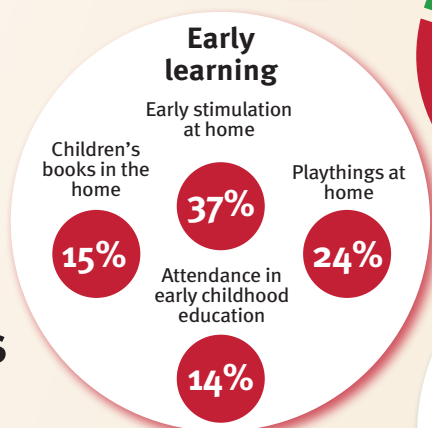 Early
learning
Early stimulation
at home
37%
Children's
books in the
home
15%
Playthings at
home
24%
Attendance in
early childhood
education
14%
s